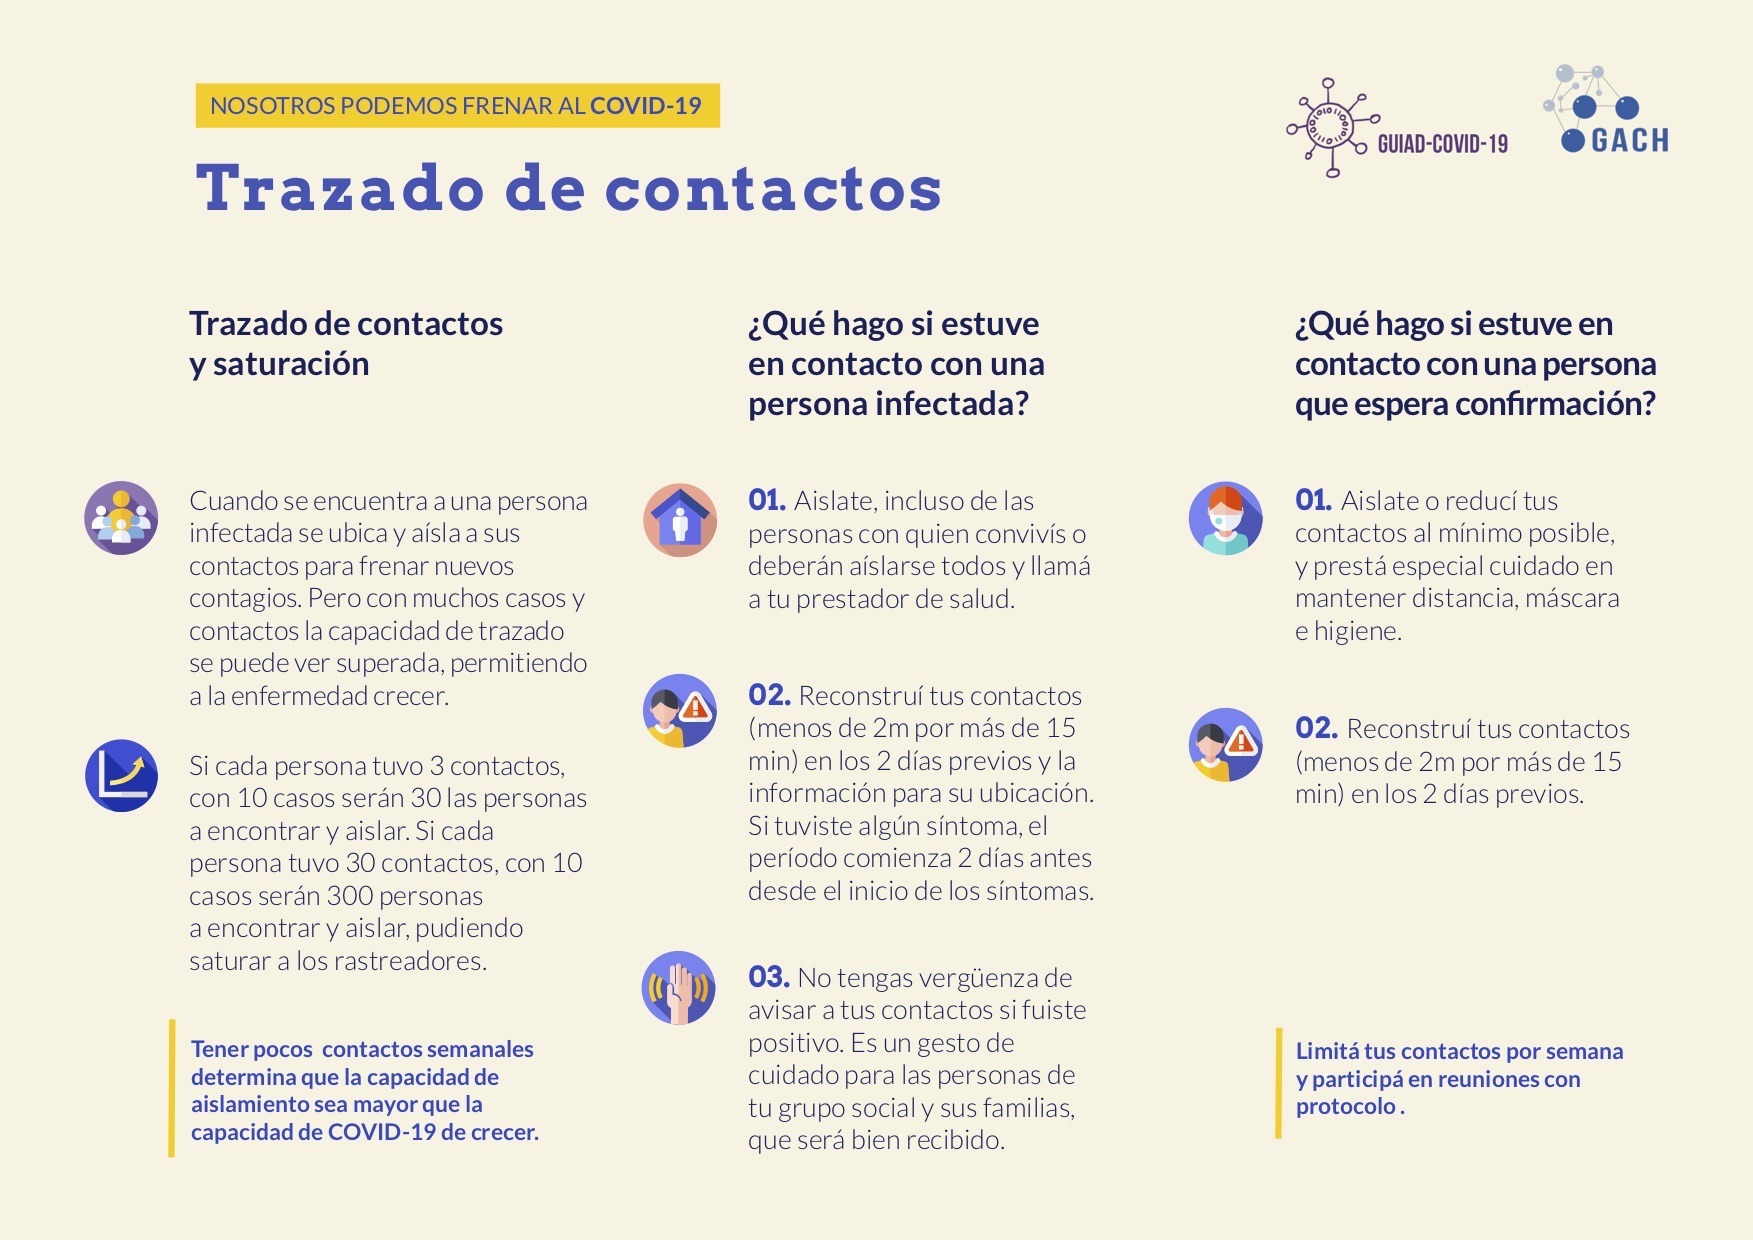 NOSOTROS PODEMOS FRENAR AL COVID-19
Trazado de contactos
GUIAD-COVID-19
GACH
Trazado de contactos
y saturación
Cuando se encuentra a una persona
infectada se ubica y aísla a sus
contactos para frenar nuevos
contagios. Pero con muchos casos y
contactos la capacidad de trazado
se puede ver superada, permitiendo
a la enfermedad crecer.
Si cada persona tuvo 3 contactos,
con 10 casos serán 30 las personas
a encontrar y aislar. Si cada
persona tuvo 30 contactos, con 10
casos serán 300 personas
a encontrar y aislar, pudiendo
saturar a los rastreadores.
Tener pocos contactos semanales
determina que la capacidad de
aislamiento sea mayor que la
capacidad de COVID-19 de crecer.
¿Qué hago si estuve
en contacto con una
persona infectada?
01. Aislate, incluso de las
personas con quien convivís o
deberán aíslarse todos y llamá
a tu prestador de salud.
02. Reconstruí tus contactos
(menos de 2m por más de 15
min) en los 2 días previos y la
información para su ubicación.
Si tuviste algún síntoma, el
período comienza 2 días antes
desde el inicio de los síntomas.
03. No tengas vergüenza de
avisar a tus contactos si fuiste
positivo. Es un gesto de
cuidado para las personas de
tu grupo social y sus familias,
que será bien recibido.
¿Qué hago si estuve en
contacto con una persona
que espera confirmación?
01. Aislate o reducí tus
contactos al mínimo posible,
y prestá especial cuidado en
mantener distancia, máscara
e higiene.
02. Reconstruí tus contactos
(menos de 2m por más de 15
min) en los 2 días previos.
Limitá tus contactos por semana
y participá en reuniones con
protocolo .